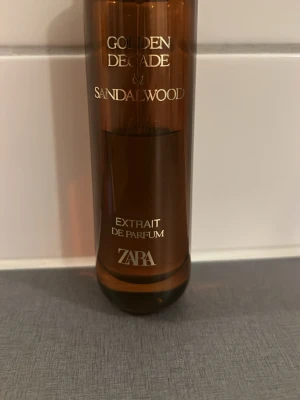 GOLDEN
DECADE
&
SANDALWOOD
EXTRAIT
DE PARFUM
ZARA